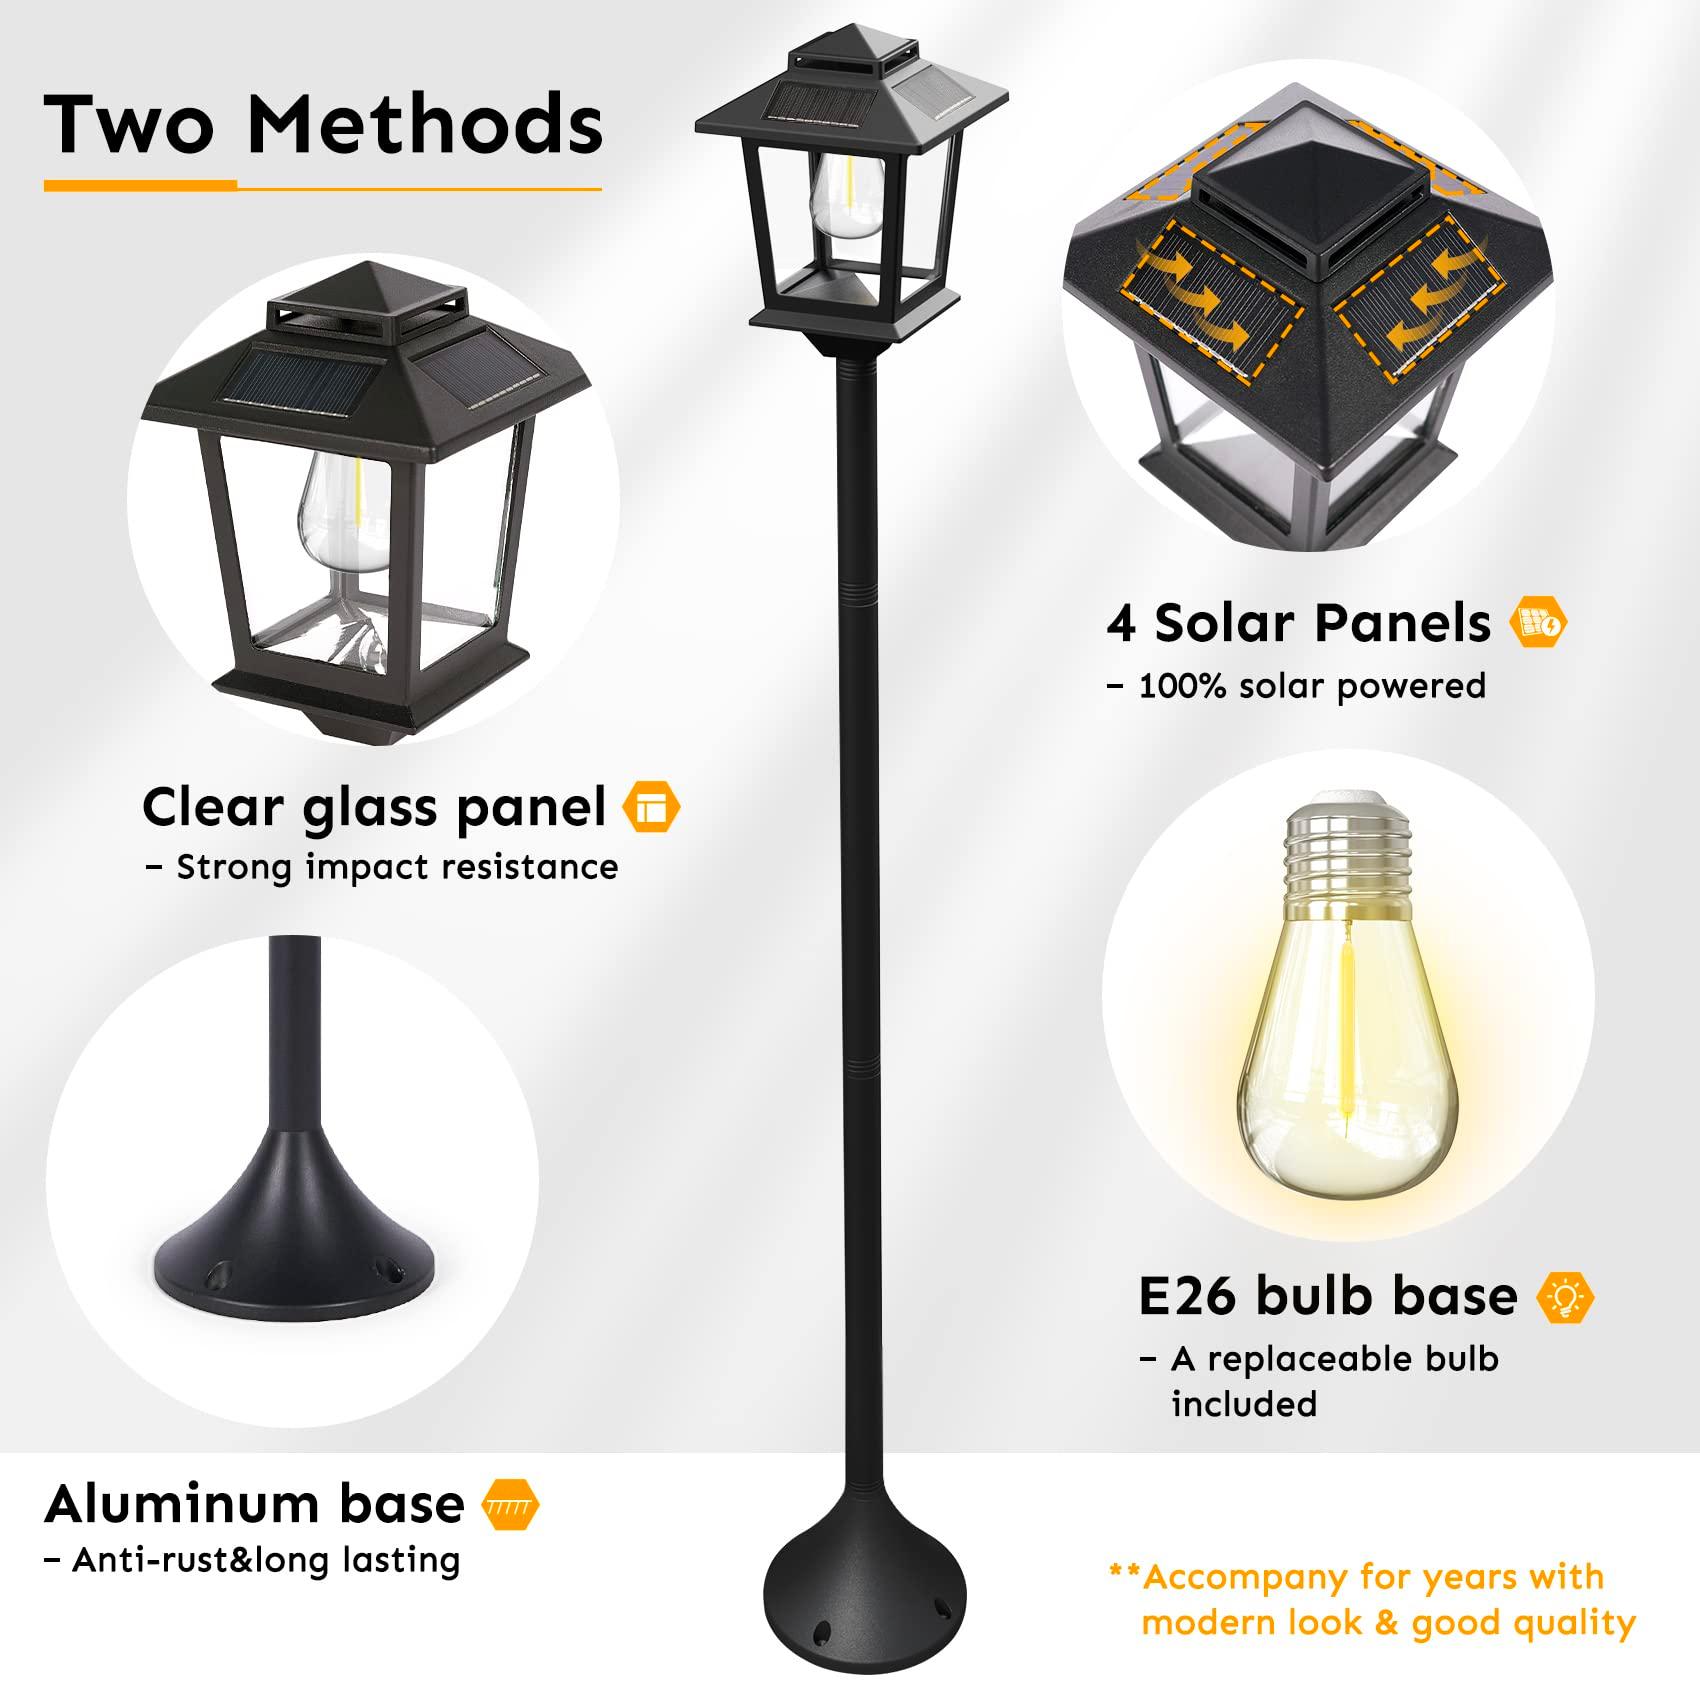 Two Methods
Clear glass panel
– Strong impact resistance
Aluminum base
– Anti-rust&long lasting
4 Solar Panels
– 100% solar powered
E26 bulb base
– A replaceable bulb
included
**Accompany for years with
modern look & good quality